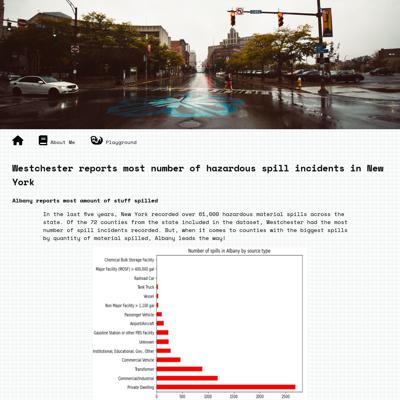 About Me
Playground
Westchester reports most number of hazardous spill incidents in New
York
Albany reports most amount of stuff spilled
In the last five years, New York recorded over 61,000 hazardous material spills across the
state. Of the 72 counties from the state included in the dataset, Westchester had the most
number of spill incidents recorded. But, when it comes to counties with the biggest spills
by quantity of material spilled, Albany leads the way!
Number of spills in Albany by source type
Chemical Bulk Storage Facility
Major Facility (MOSF) > 400,000 gal
Railroad Car
Tank Truck
Vessel
Non Major Facility > 1,100 gal
Passenger Vehicle
Airport/Aircraft
Gasoline Station or other PBS Facility
Unknown
Institutional, Educational, Gov., Other
Commercial Vehicle
Transformer
Commercial/Industrial
Private Dwelling
0 500 1000 1500 2000 2500